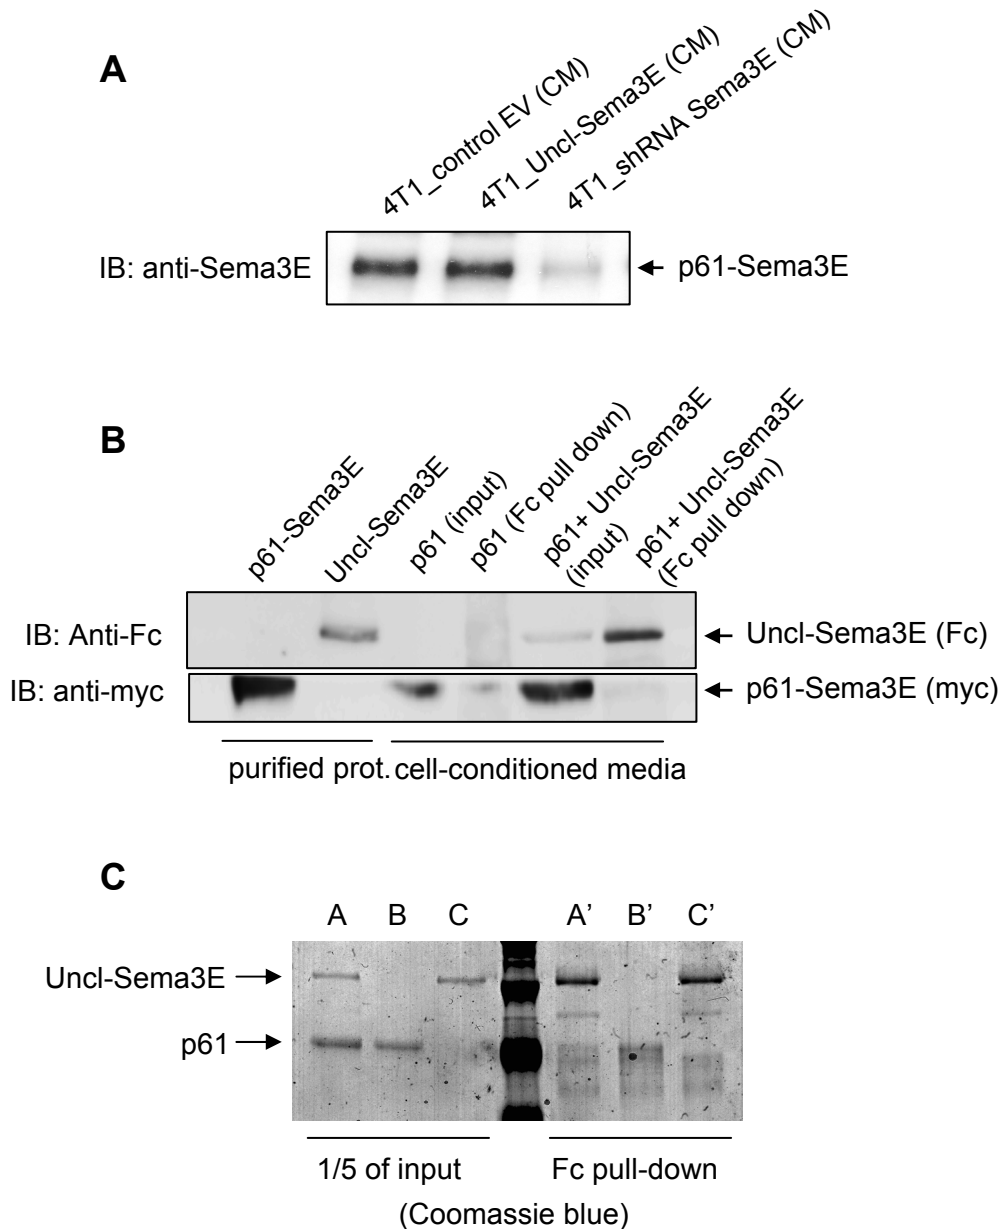 A
4T1_control EV (CM)
4T1_Uncl-Sema3E (CM)
4T1_shRNA Sema3E (CM)
IB: anti-Sema3E
p61-Sema3E
B
p61-Sema3E
Uncl-Sema3E
p61 (input)
p61 (Fc pull down)
p61+ Uncl-Sema3E
(input)
p61+ Uncl-Sema3E
(Fc pull down)
IB: Anti-Fc
Uncl-Sema3E (Fc)
IB: anti-myc
p61-Sema3E (myc)
purified prot.
cell-conditioned media
C
A B C A’ B’ C’
Uncl-Sema3E
p61
1/5 of input
Fc pull-down
(Coomassie blue)